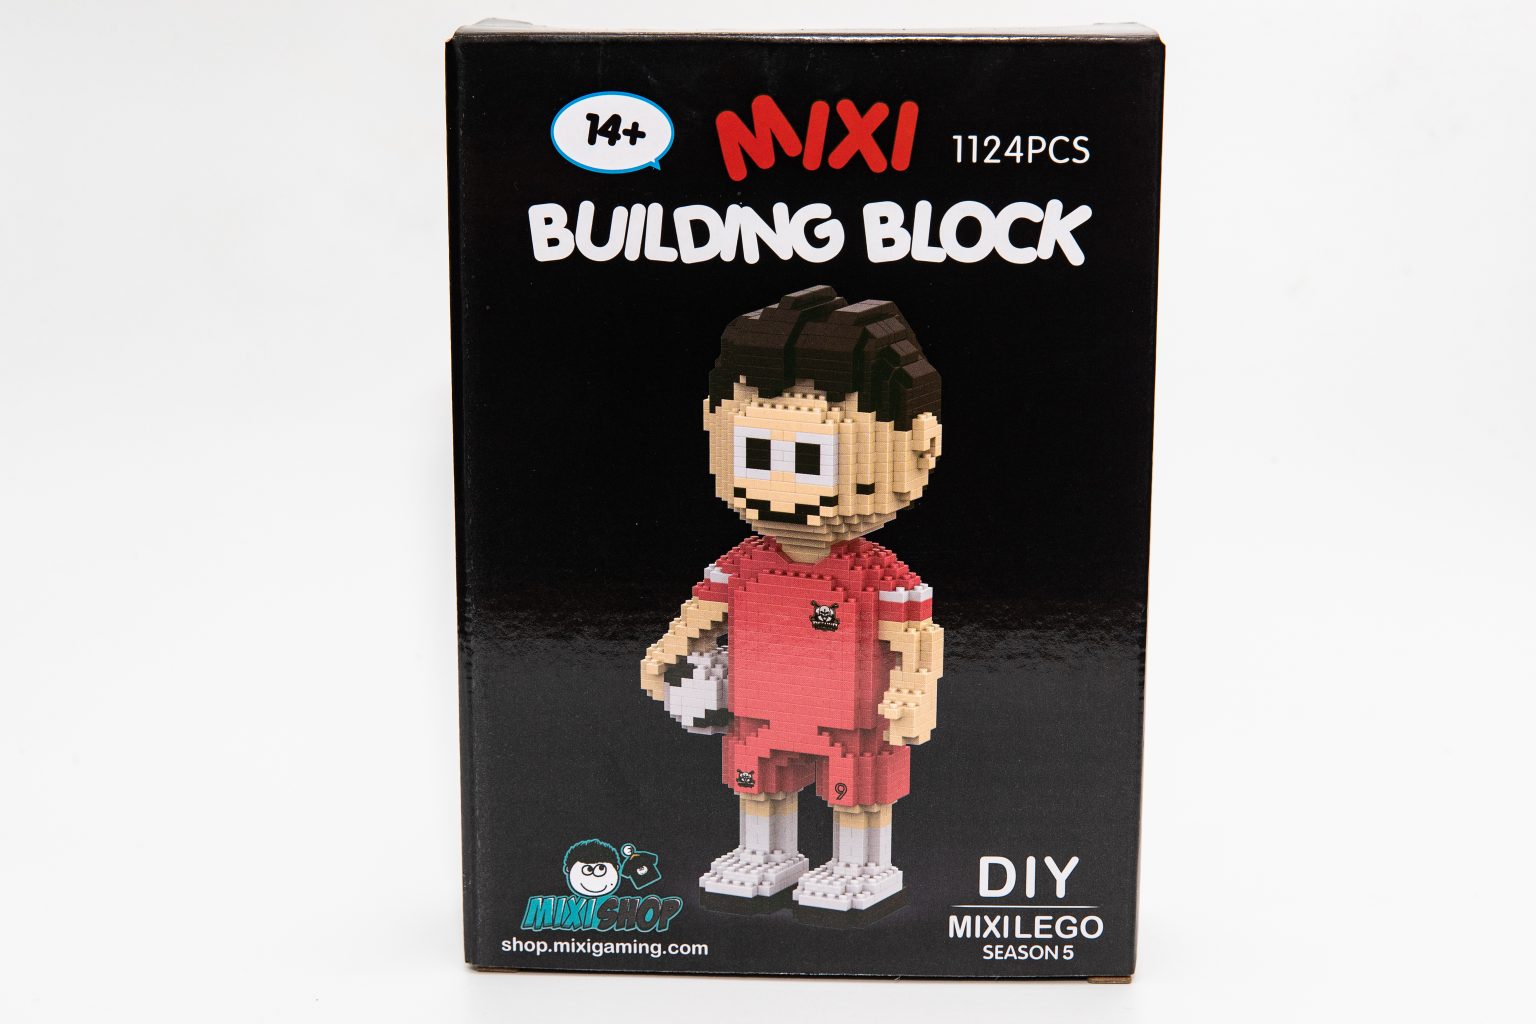 14+
MIXI
1124PCS
BUILDING BLOCK
9
MIXISHOP
shop.mixigaming.com
DIY
MIXILEGO
SEASON 5